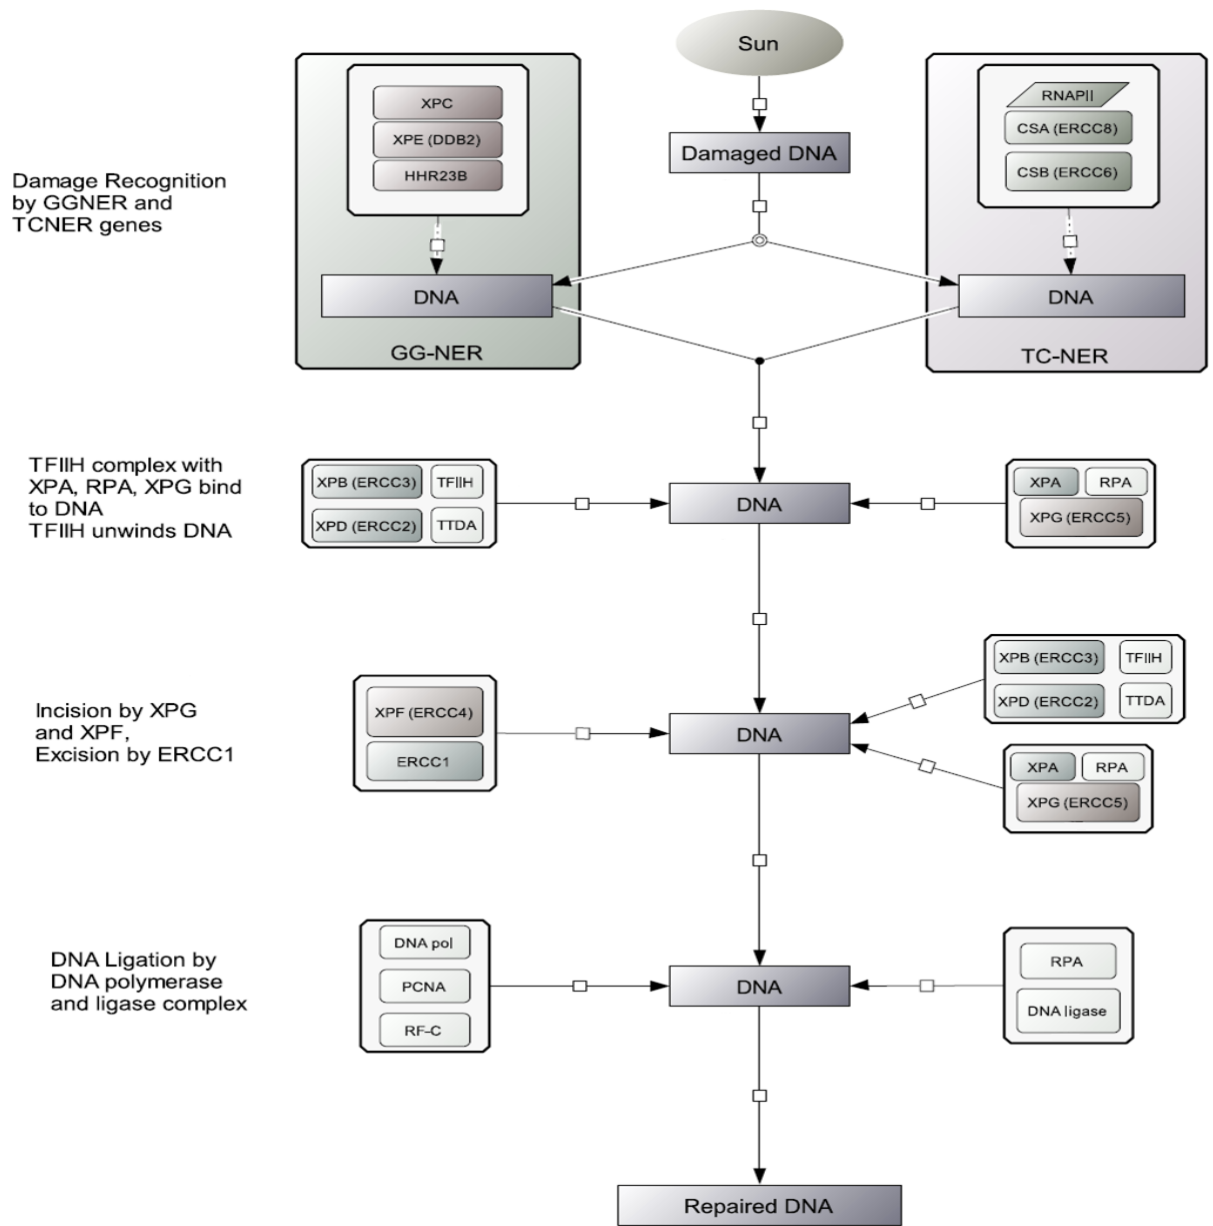 Sun
XPC
XPE (DDB2)
HHR23B
Damaged DNA
RNAPII
CSA (ERCC8)
CSB (ERCC6)
Damage Recognition
by GGNER and
TCNER genes
DNA
GG-NER
DNA
TC-NER
TFIIH complex with
XPA, RPA, XPG bind
to DNA
TFIIH unwinds DNA
XPB (ERCC3)
TFIIH
XPD (ERCC2)
TTDA
DNA
XPA
RPA
XPG (ERCC5)
Incision by XPG
and XPF,
Excision by ERCC1
XPF (ERCC4)
ERCC1
DNA
XPB (ERCC3)
TFIIH
XPD (ERCC2)
TTDA
XPA
RPA
XPG (ERCC5)
DNA Ligation by
DNA polymerase
and ligase complex
DNA pol
PCNA
RF-C
DNA
RPA
DNA ligase
Repaired DNA